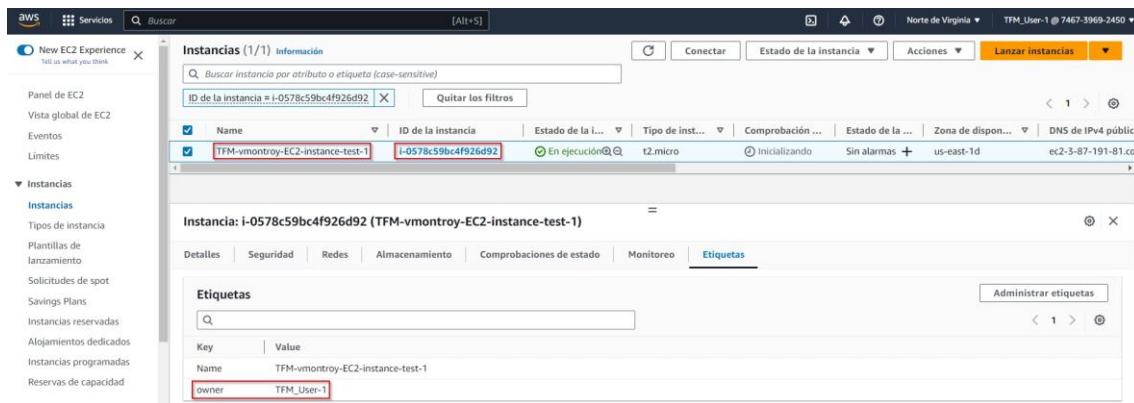 aws Servicios Buscar [Alt+S] Norte de Virginia TFM_User-1 @ 7467-3969-2450
New EC2 Experience
Tell us what you think
Panel de EC2
Vista global de EC2
Eventos
Límites
Instancias
Instancias
Tipos de instancia
Plantillas de
lanzamiento
Solicitudes de spot
Savings Plans
Instancias reservadas
Alojamientos dedicados
Instancias programadas
Reservas de capacidad
Instancias (1/1) Información Conectar Estado de la instancia Acciones Lanzar instancias
Buscar instancia por atributo o etiqueta (case-sensitive)
ID de la instancia = i-0578c59bc4f926d92 Quitar los filtros 1
Name ID de la instancia Estado de la i... Tipo de inst... Comprobación ... Estado de la ... Zona de dispon... DNS de IPv4 públic
TFM-vmontroy-EC2-instance-test-1 i-0578c59bc4f926d92 En ejecución t2.micro Inicializando Sin alarmas us-east-1d ec2-3-87-191-81.co
Instancia: i-0578c59bc4f926d92 (TFM-vmontroy-EC2-instance-test-1)
Detalles Seguridad Redes Almacenamiento Comprobaciones de estado Monitoreo Etiquetas
Etiquetas Administrar etiquetas
1
Key Value
Name TFM-vmontroy-EC2-instance-test-1
owner TFM_User-1